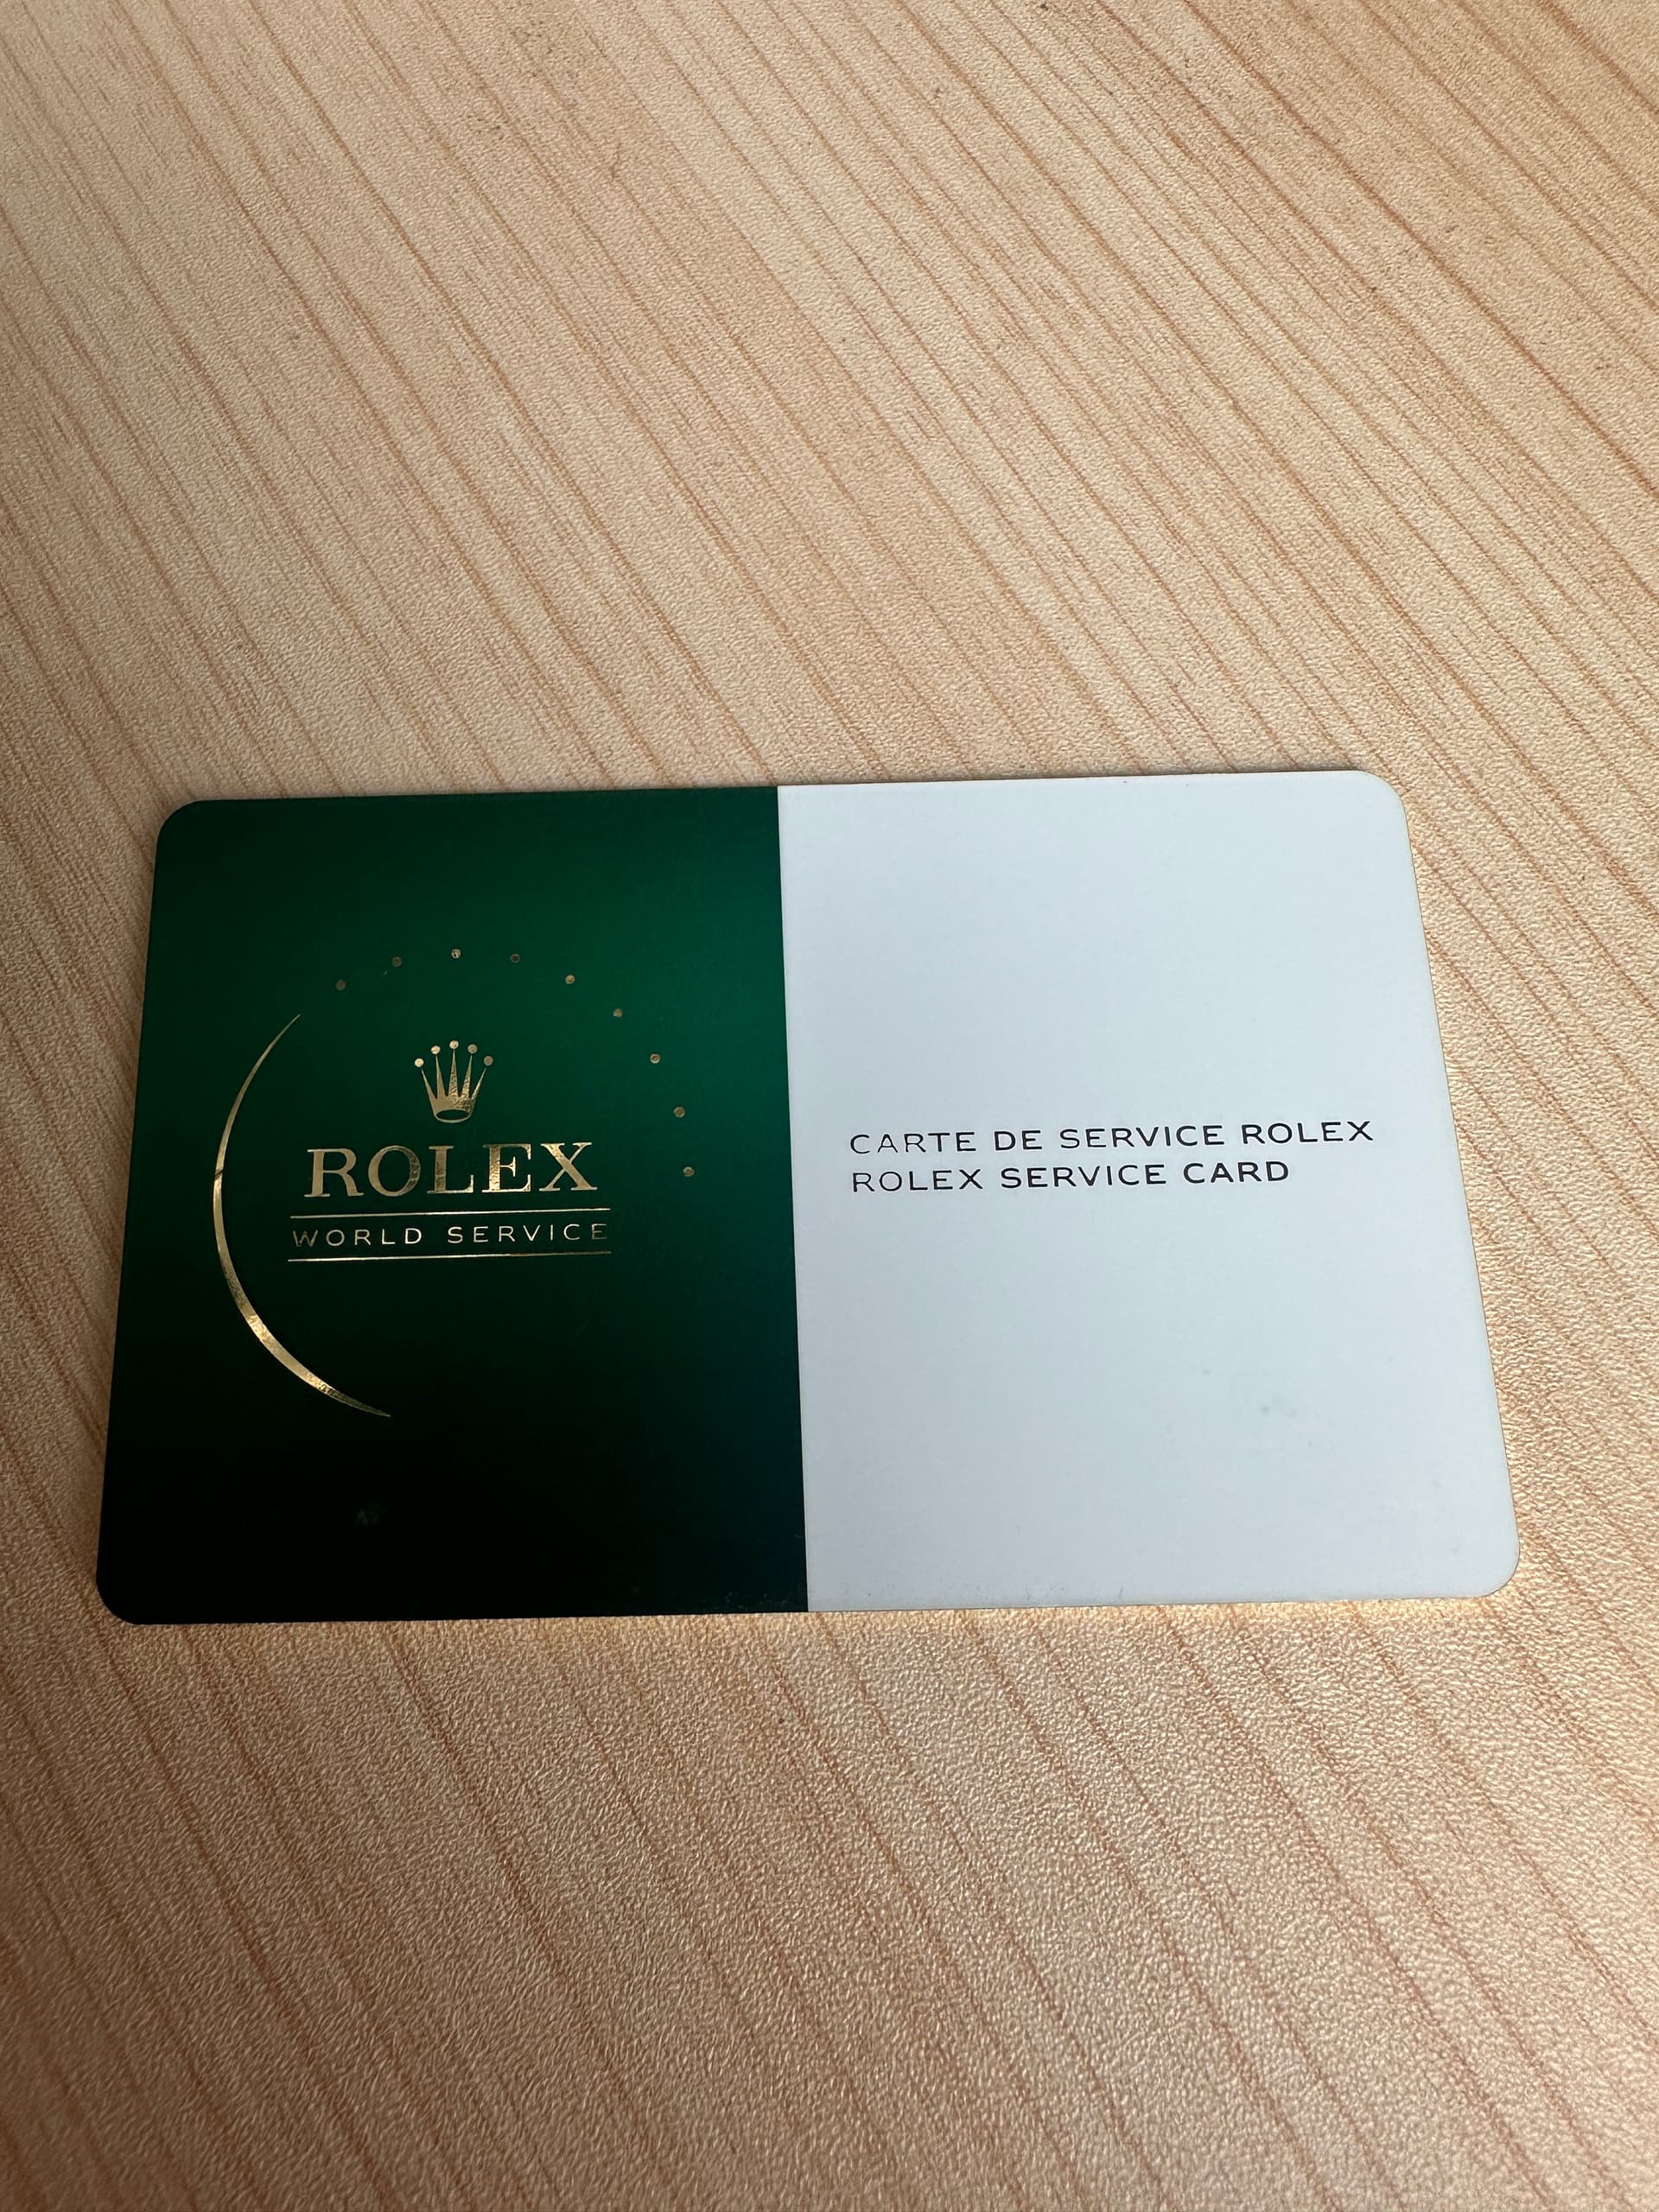 ROLEX
WORLD SERVICE
CARTE DE SERVICE ROLEX
ROLEX SERVICE CARD